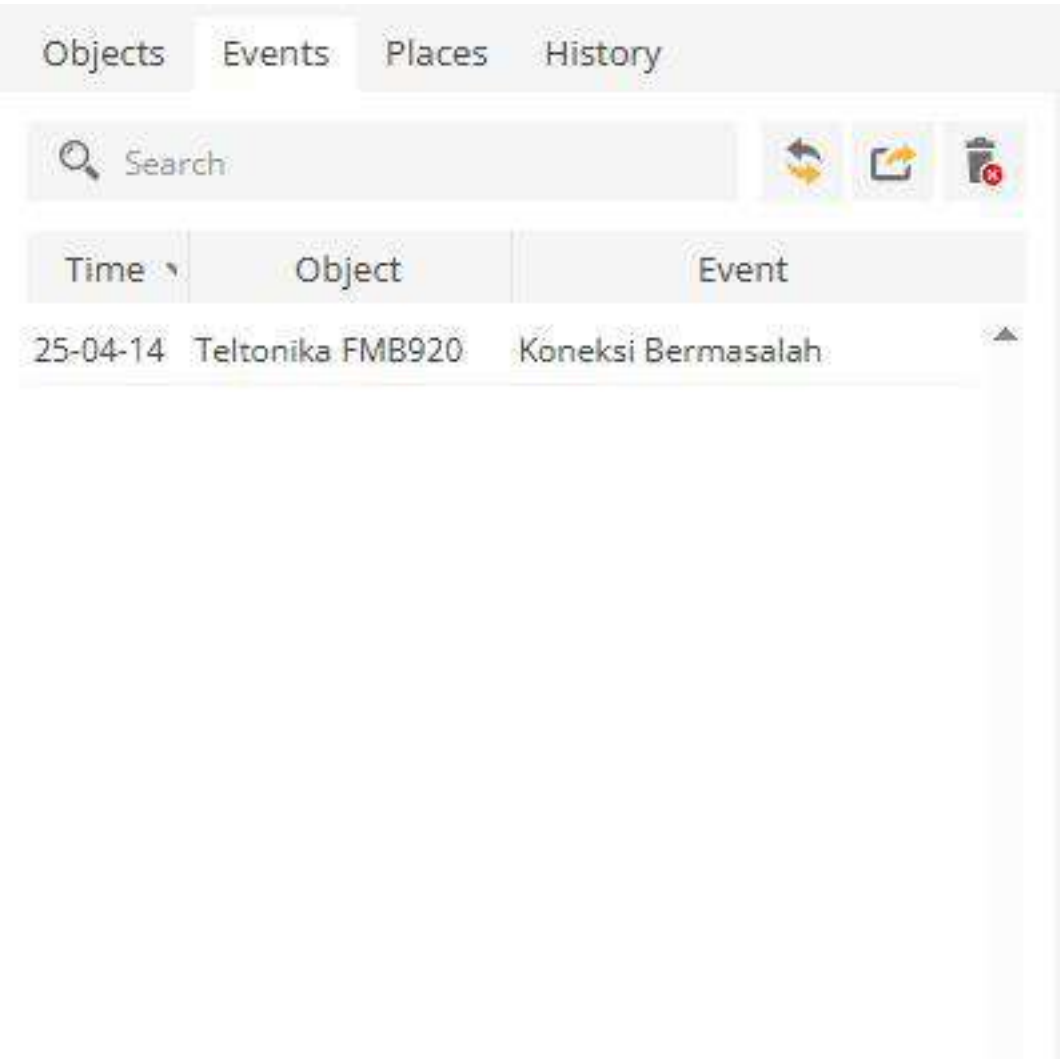 Objects Events Places History
Search
Time Object Event
25-04-14 Teltonika FMB920 Koneksi Bermasalah